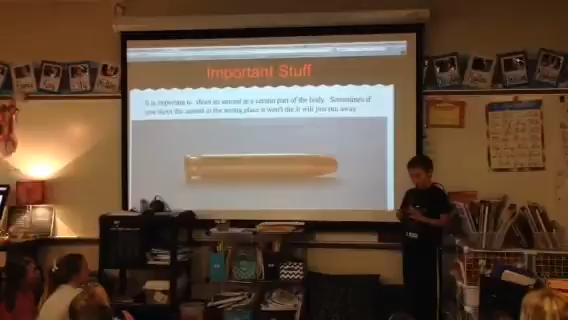 Important Stuff
It is important to shoot an animal at a certain part of the body. Sometimes if
you shoot the animal in the wrong place it won't die.It will just run away.